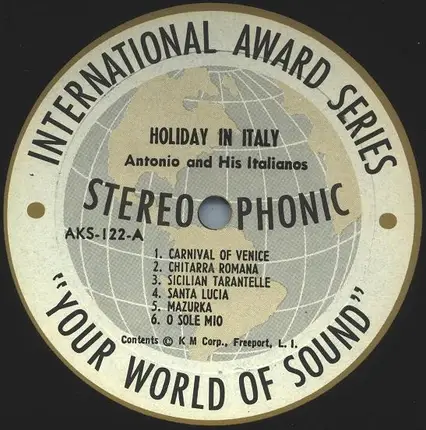 INTERNATIONAL AWARD SERIES
HOLIDAY IN ITALY
Antonio and His Italianos
STEREO PHONIC
AKS-122-A
1. CARNIVAL OF VENICE
2. CHITARRA ROMANA
3. SICILIAN TARANTELLE
4. SANTA LUCIA
5. MAZURKA
6. O SOLE MIO
Contents © K M Corp., Freeport, L. I.
"YOUR WORLD OF SOUND"